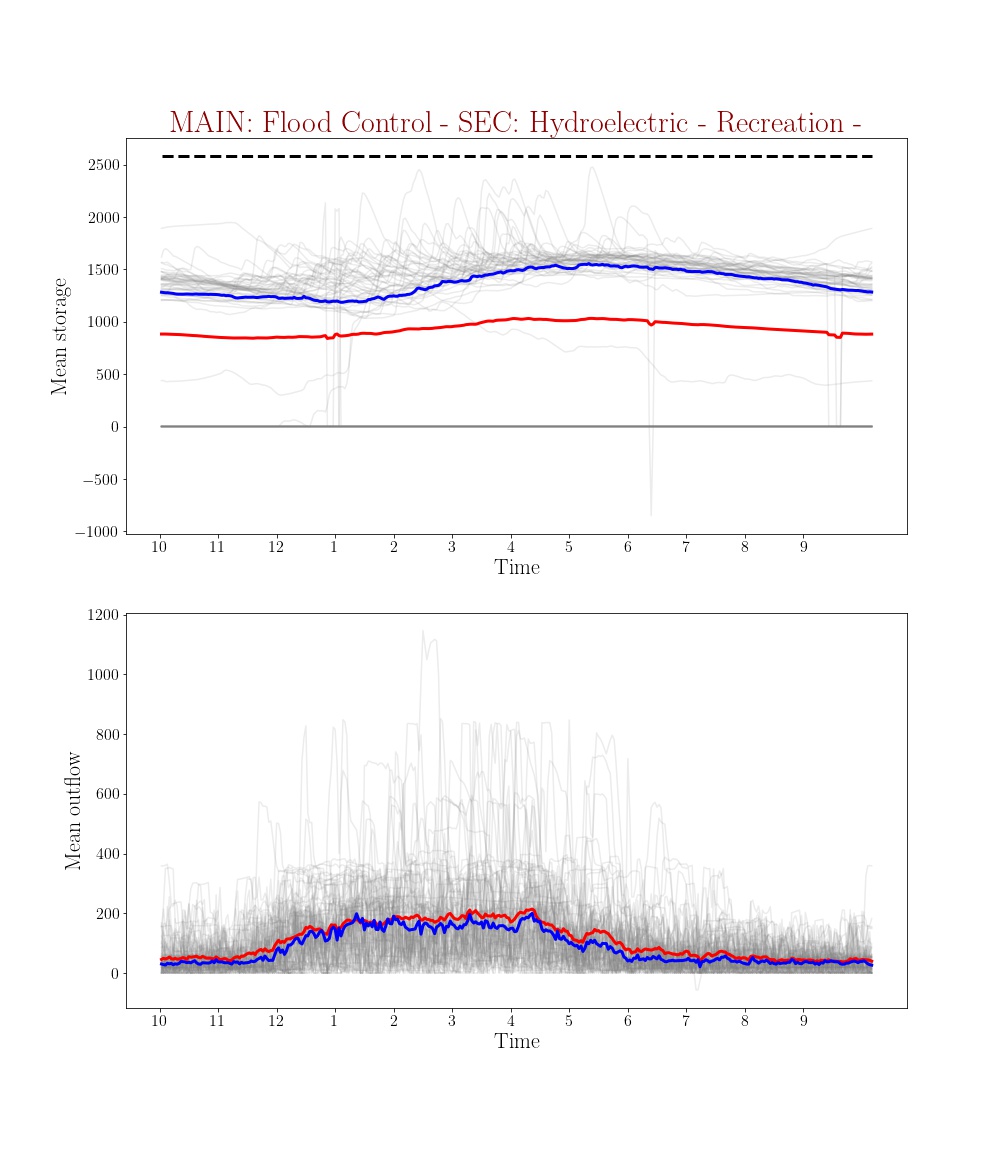 MAIN: Flood Control - SEC: Hydroelectric - Recreation -
2500
2000
1500
1000
500
0
−500
−1000
Mean storage
10 11 12 1 2 3 4 5 6 7 8 9
Time
1200
1000
800
600
400
200
0
Mean outflow
10 11 12 1 2 3 4 5 6 7 8 9
Time